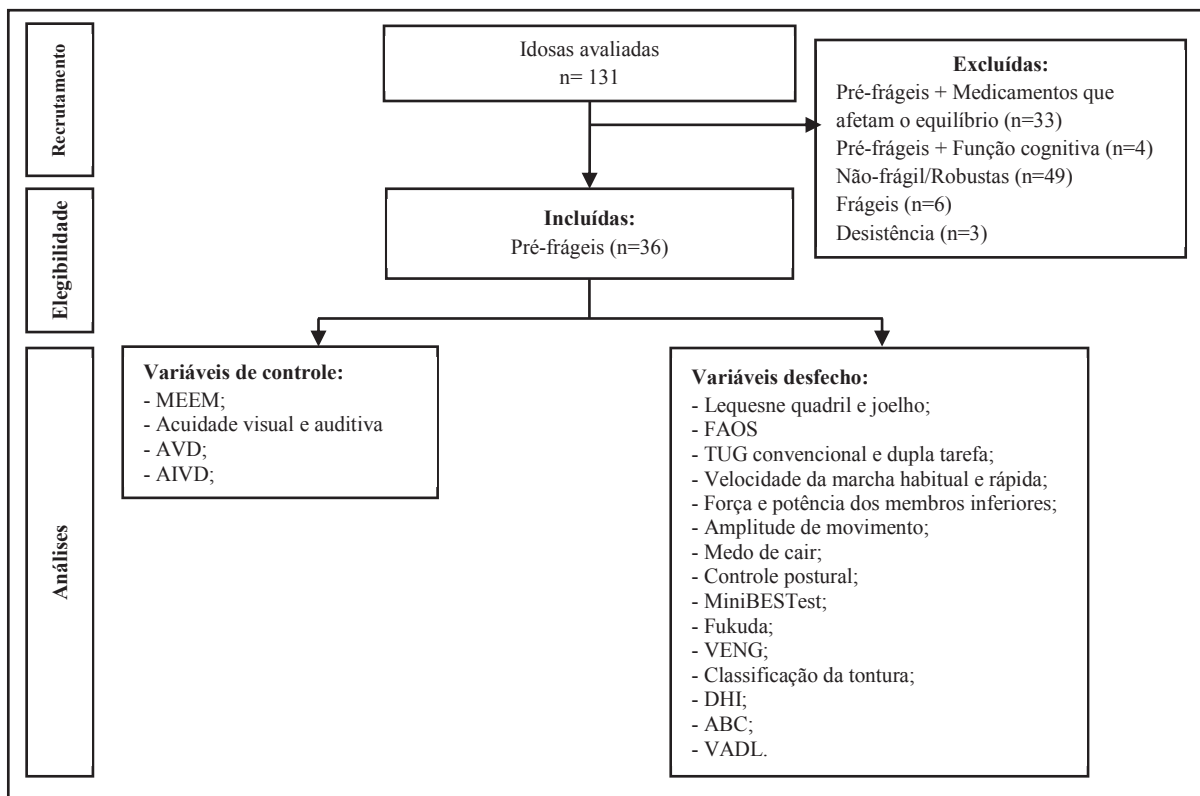 Recrutamento
Idosas avaliadas
n= 131
Excluídas:
Pré-frágeis + Medicamentos que
afetam o equilíbrio (n=33)
Pré-frágeis + Função cognitiva (n=4)
Não-frágil/Robustas (n=49)
Frágeis (n=6)
Desistência (n=3)
Elegibilidade
Incluídas:
Pré-frágeis (n=36)
Análises
Variáveis de controle:
- MEEM;
- Acuidade visual e auditiva
- AVD;
- AIVD;
Variáveis desfecho:
- Lequesne quadril e joelho;
- FAOS
- TUG convencional e dupla tarefa;
- Velocidade da marcha habitual e rápida;
- Força e potência dos membros inferiores;
- Amplitude de movimento;
- Medo de cair;
- Controle postural;
- MiniBESTest;
- Fukuda;
- VENG;
- Classificação da tontura;
- DHI;
- ABC;
- VADL.